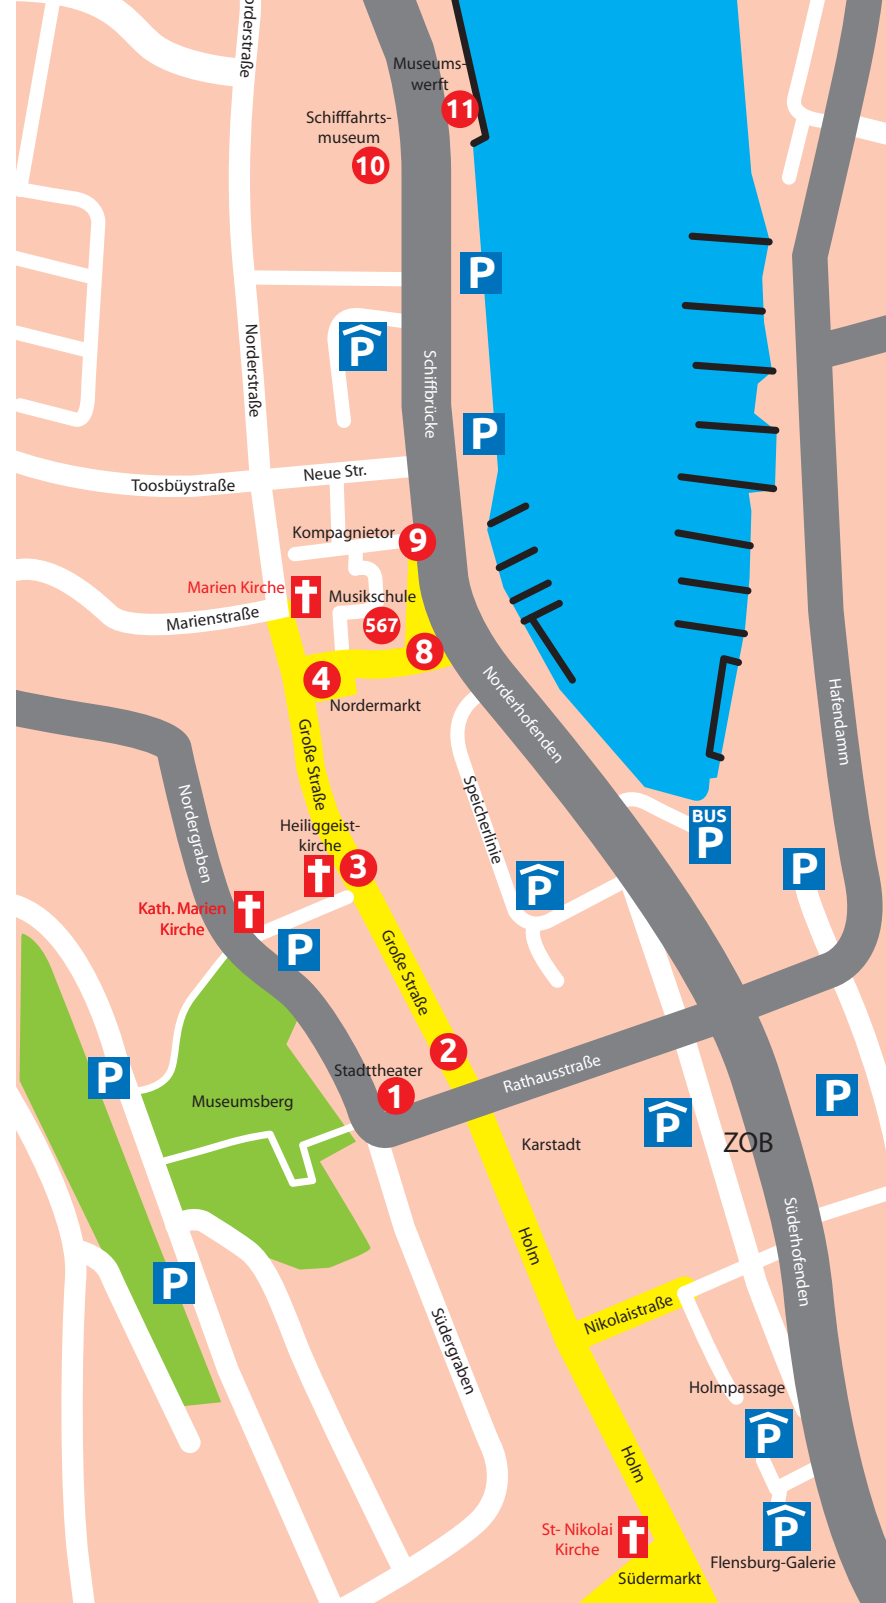 orderstraße
Museums-
werft
11
Schifffahrts-
museum
10
P
P
Norderstraße
Schiffbrücke
P
Neue Str.
Toosbüystraße
Kompagnietor
9
Marien Kirche
Musikschule
Marienstraße
567
8
4
Nordermarkt
Norderhofenden
Hafendamm
Große Straße
Speicherlinie
Nordergraben
BUS
P
Heiliggeist-
kirche
3
P
P
Kath. Marien
Kirche
P
Große Straße
2
Stadttheater
1
Rathausstraße
P
Museumsberg
P
P
Karstadt
ZOB
Süderhofenden
Holm
P
Nikolaistraße
Südergraben
Holmpassage
P
Holm
St- Nikolai
Kirche
P
Flensburg-Galerie
Südermarkt